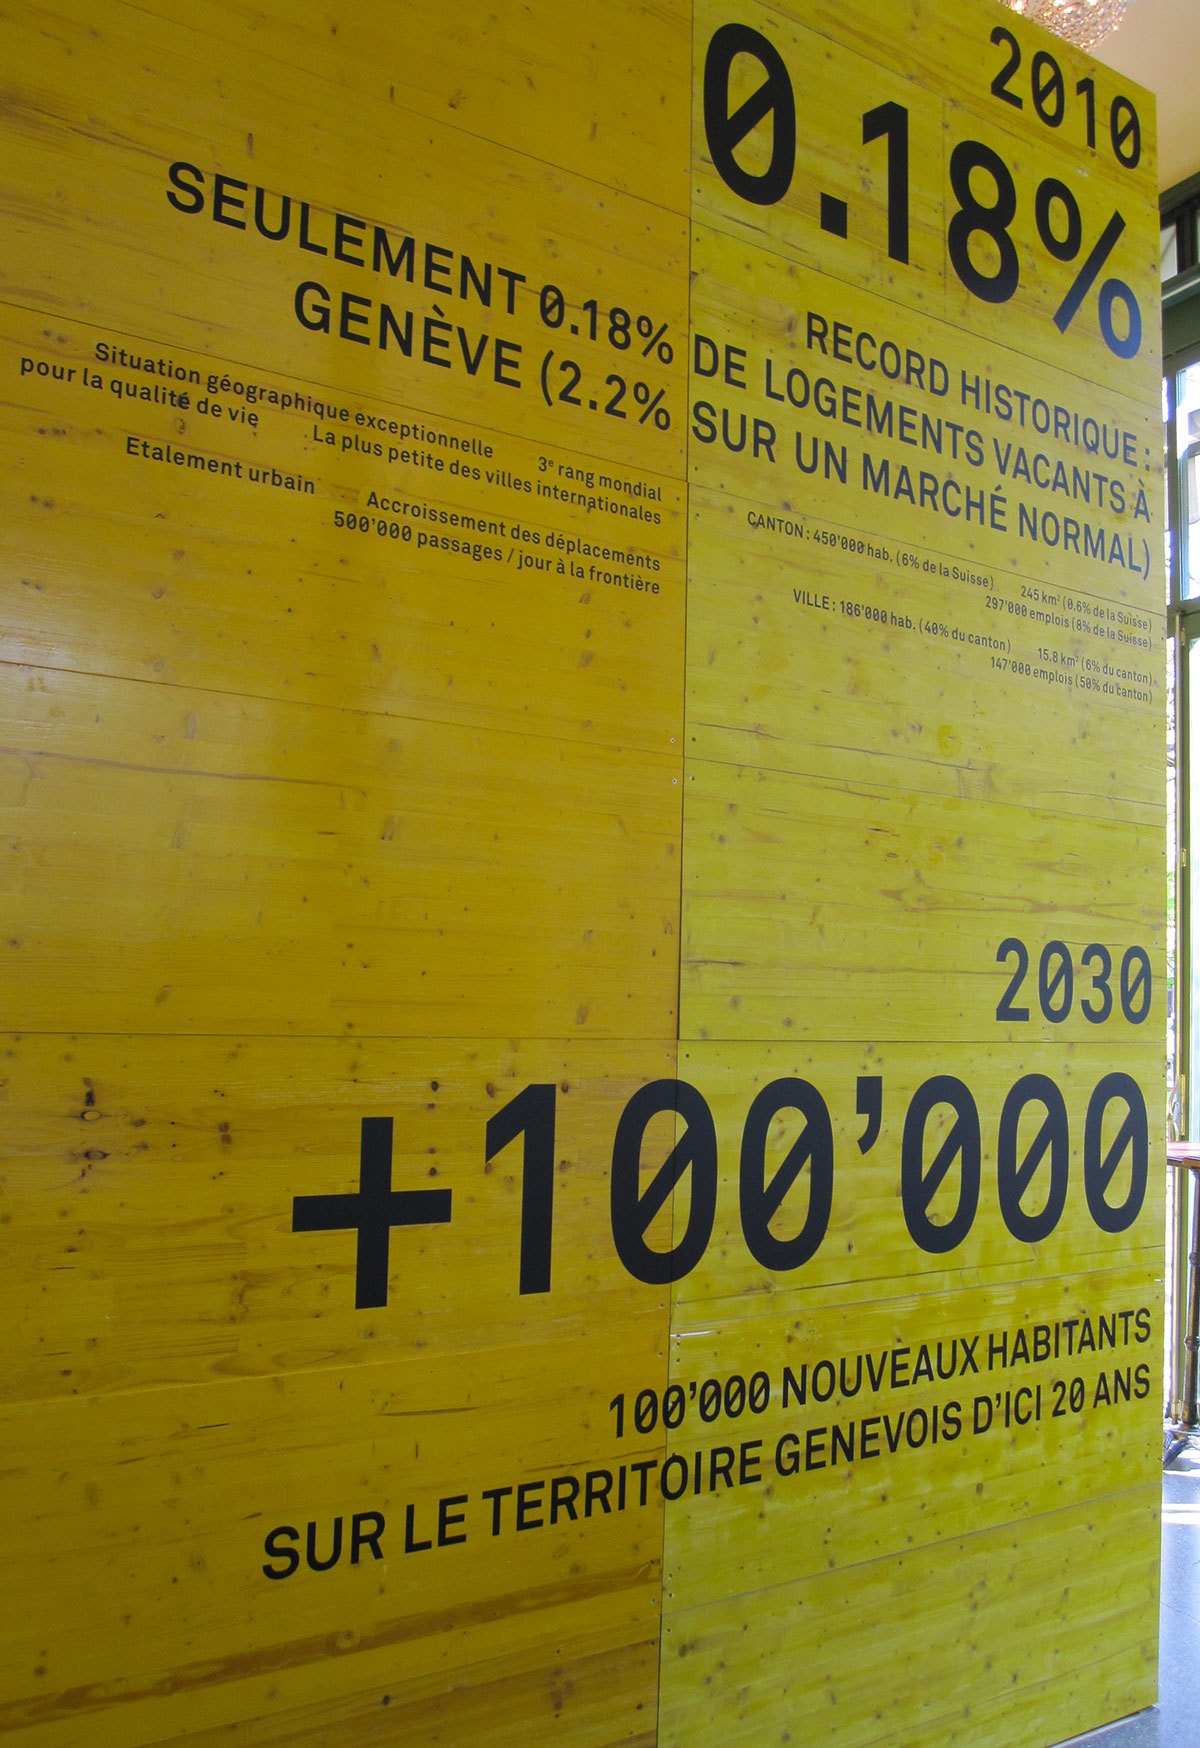 2010
0.18%
RECORD HISTORIQUE :
SEULEMENT 0.18% DE LOGEMENTS VACANTS À
GENÈVE (2.2% SUR UN MARCHÉ NORMAL)
Situation géographique exceptionnelle 3e rang mondial
pour la qualité de vie La plus petite des villes internationales
Etalement urbain Accroissement des déplacements
500'000 passages / jour à la frontière
CANTON : 450'000 hab. (6% de la Suisse) 245 km² (0.6% de la Suisse)
297'000 emplois (8% de la Suisse)
VILLE : 186'000 hab. (40% du canton) 15.8 km² (6% du canton)
147'000 emplois (50% du canton)
2030
+100'000
100'000 NOUVEAUX HABITANTS
SUR LE TERRITOIRE GENEVOIS D'ICI 20 ANS